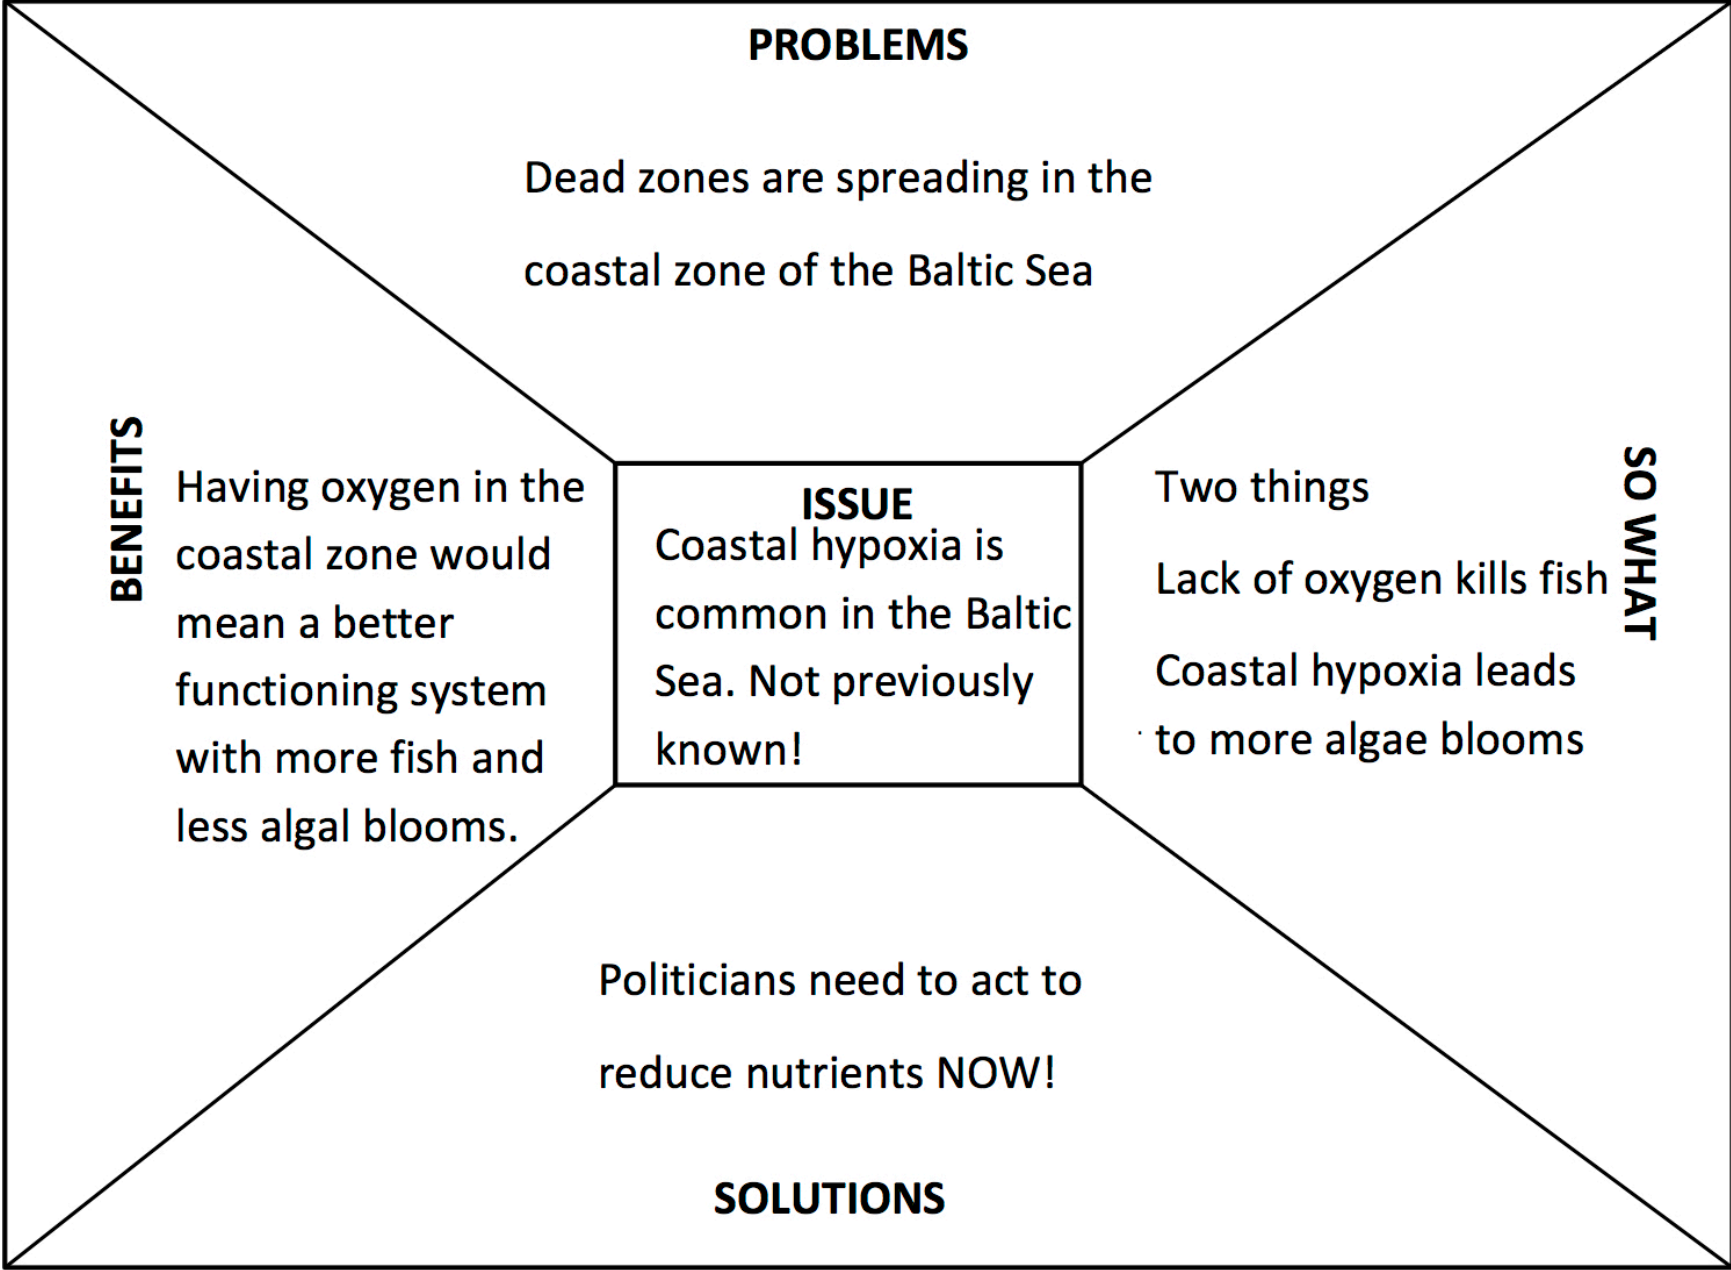 PROBLEMS
Dead zones are spreading in the
coastal zone of the Baltic Sea
BENEFITS
Having oxygen in the
coastal zone would
mean a better
functioning system
with more fish and
less algal blooms.
ISSUE
Coastal hypoxia is
common in the Baltic
Sea. Not previously
known!
SO WHAT
Two things
Lack of oxygen kills fish
Coastal hypoxia leads
to more algae blooms
Politicians need to act to
reduce nutrients NOW!
SOLUTIONS